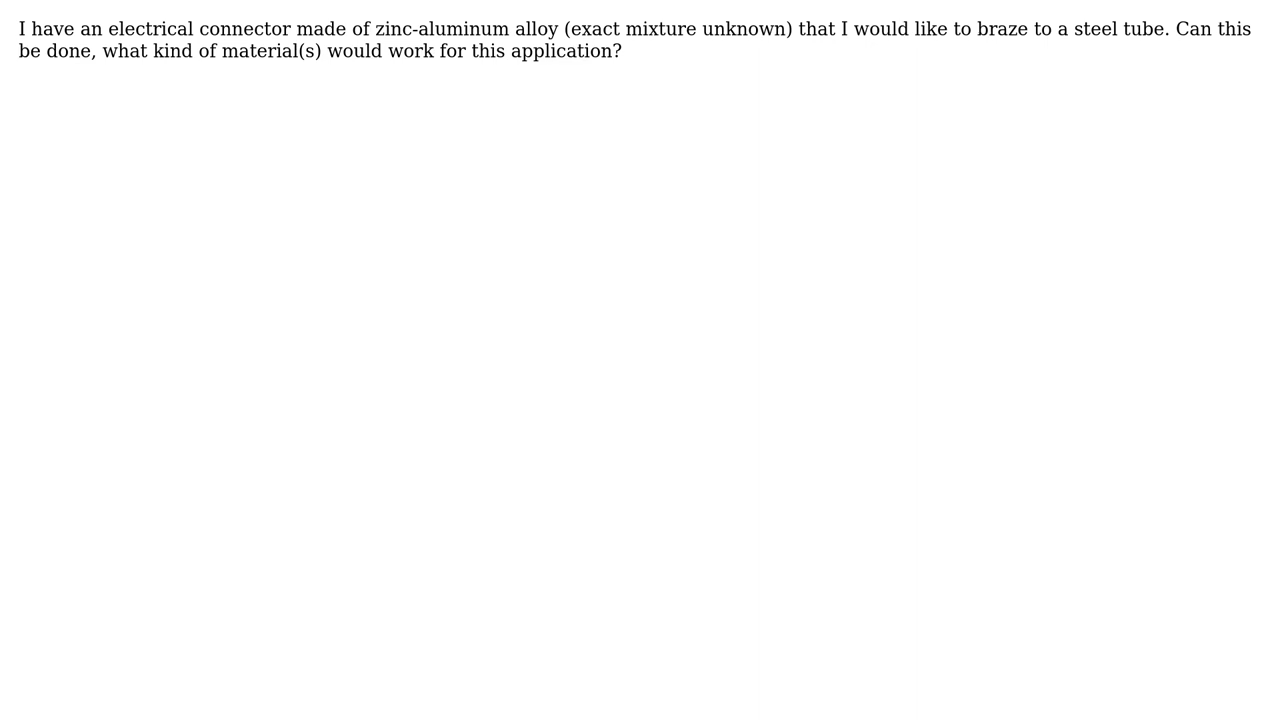 I have an electrical connector made of zinc-aluminum alloy (exact mixture unknown) that I would like to braze to a steel tube. Can this
be done, what kind of material(s) would work for this application?